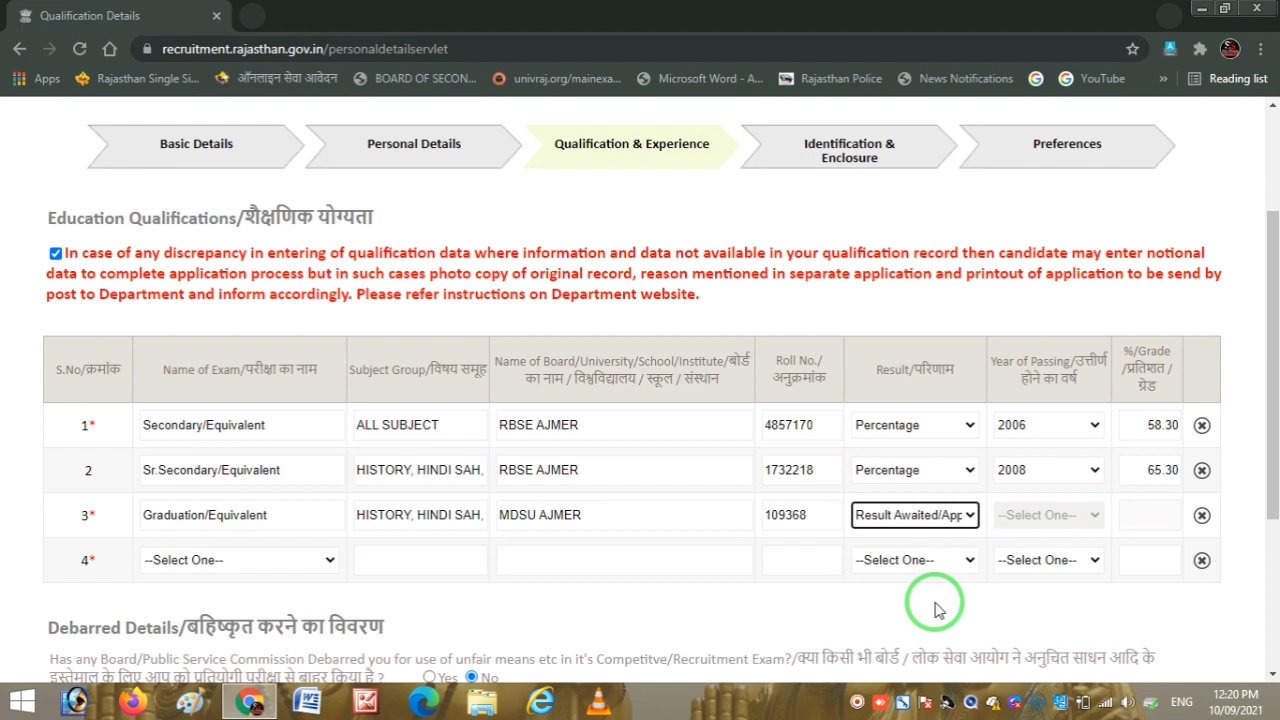 Qualification Details
recruitment.rajasthan.gov.in/personaldetailservlet
Apps Rajasthan Single Si... ऑनलाइन सेवा आवेदन BOARD OF SECON... univraj.org/mainexa... Microsoft Word - A... Rajasthan Police News Notifications YouTube » Reading list
Basic Details
Personal Details
Qualification & Experience
Identification &
Enclosure
Preferences
Education Qualifications/शैक्षणिक योग्यता
In case of any discrepancy in entering of qualification data where information and data not available in your qualification record then candidate may enter notional
data to complete application process but in such cases photo copy of original record, reason mentioned in separate application and printout of application to be send by
post to Department and inform accordingly. Please refer instructions on Department website.
S.No/क्रमांक
Name of Exam/परीक्षा का नाम
Subject Group/विषय समूह
Name of Board/University/School/Institute/बोर्ड
का नाम / विश्वविद्यालय / स्कूल / संस्थान
Roll No./
अनुक्रमांक
Result/परिणाम
Year of Passing/उत्तीर्ण
होने का वर्ष
%/Grade
/प्रतिशत /
ग्रेड
1* Secondary/Equivalent ALL SUBJECT RBSE AJMER 4857170 Percentage 2006 58.30
2 Sr.Secondary/Equivalent HISTORY, HINDI SAH, RBSE AJMER 1732218 Percentage 2008 65.30
3* Graduation/Equivalent HISTORY, HINDI SAH, MDSU AJMER 109368 Result Awaited/App --Select One--
4* --Select One-- --Select One-- --Select One--
Debarred Details/बहिष्कृत करने का विवरण
Has any Board/Public Service Commission Debarred you for use of unfair means etc in it's Competitve/Recruitment Exam?/क्या किसी भी बोर्ड / लोक सेवा आयोग ने अनुचित साधन आदि के
इस्तेमाल के लिए आप को प्रतियोगी परीक्षा से बाहर किया है ? Yes No
ENG
12:20 PM
10/09/2021